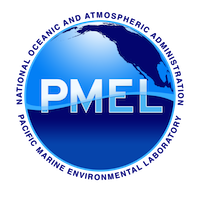 NATIONAL OCEANIC AND ATMOSPHERIC ADMINISTRATION
PMEL
PACIFIC MARINE ENVIRONMENTAL LABORATORY